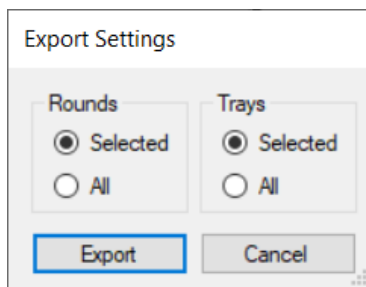 Export Settings
Rounds
Selected
All
Trays
Selected
All
Export
Cancel